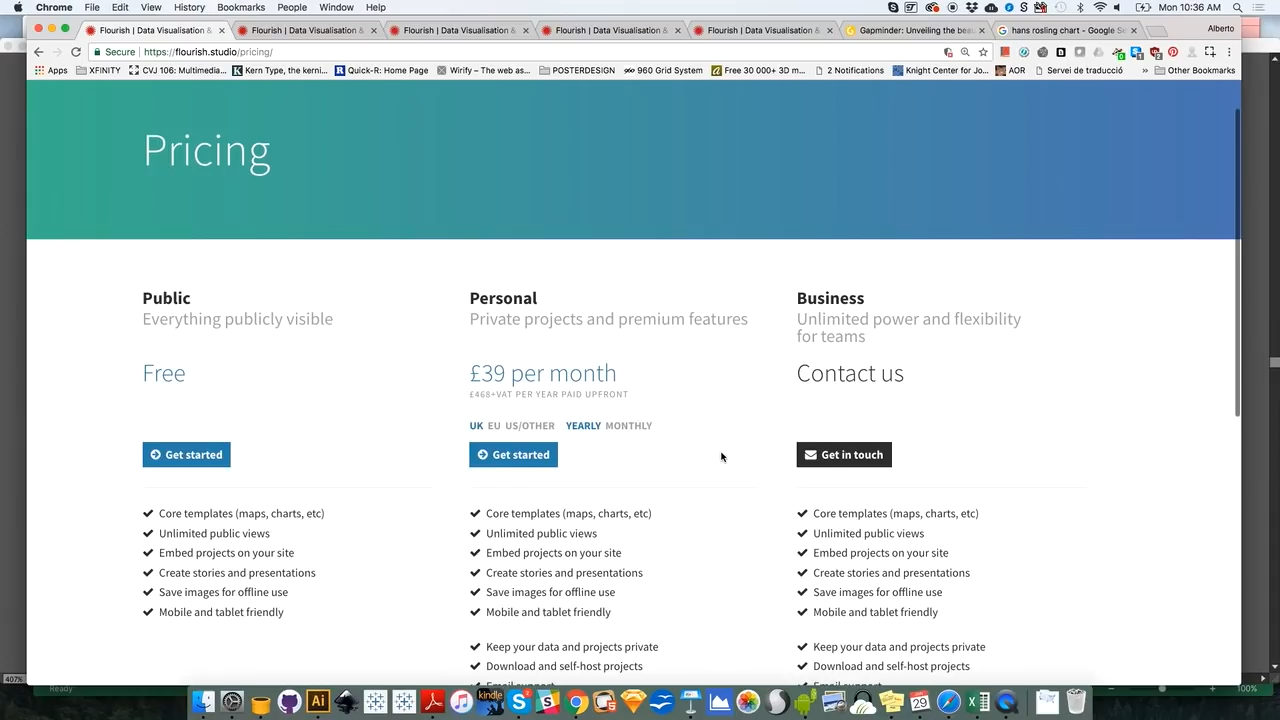 Chrome File Edit View History Bookmarks People Window Help
Mon 10:36 AM
Flourish | Data Visualisation &
Flourish | Data Visualisation &
Flourish | Data Visualisation &
Flourish | Data Visualisation &
Flourish | Data Visualisation &
Gapminder: Unveiling the beau
hans rosling chart - Google Se
Alberto
Secure https://flourish.studio/pricing/
Apps XFINITY CVJ 106: Multimedia... Kern Type, the kerni... Quick-R: Home Page Wirify – The web as... POSTERDESIGN 960 Grid System Free 30 000+ 3D m... 2 Notifications Knight Center for Jo... AOR Servei de traducció » Other Bookmarks
Pricing
Public
Everything publicly visible
Free
Get started
Core templates (maps, charts, etc)
Unlimited public views
Embed projects on your site
Create stories and presentations
Save images for offline use
Mobile and tablet friendly
Personal
Private projects and premium features
£39 per month
£468+VAT PER YEAR PAID UPFRONT
UK EU US/OTHER YEARLY MONTHLY
Get started
Core templates (maps, charts, etc)
Unlimited public views
Embed projects on your site
Create stories and presentations
Save images for offline use
Mobile and tablet friendly
Keep your data and projects private
Download and self-host projects
Email support
Business
Unlimited power and flexibility
for teams
Contact us
Get in touch
Core templates (maps, charts, etc)
Unlimited public views
Embed projects on your site
Create stories and presentations
Save images for offline use
Mobile and tablet friendly
Keep your data and projects private
Download and self-host projects
407%
Ready
100%
kindle
29